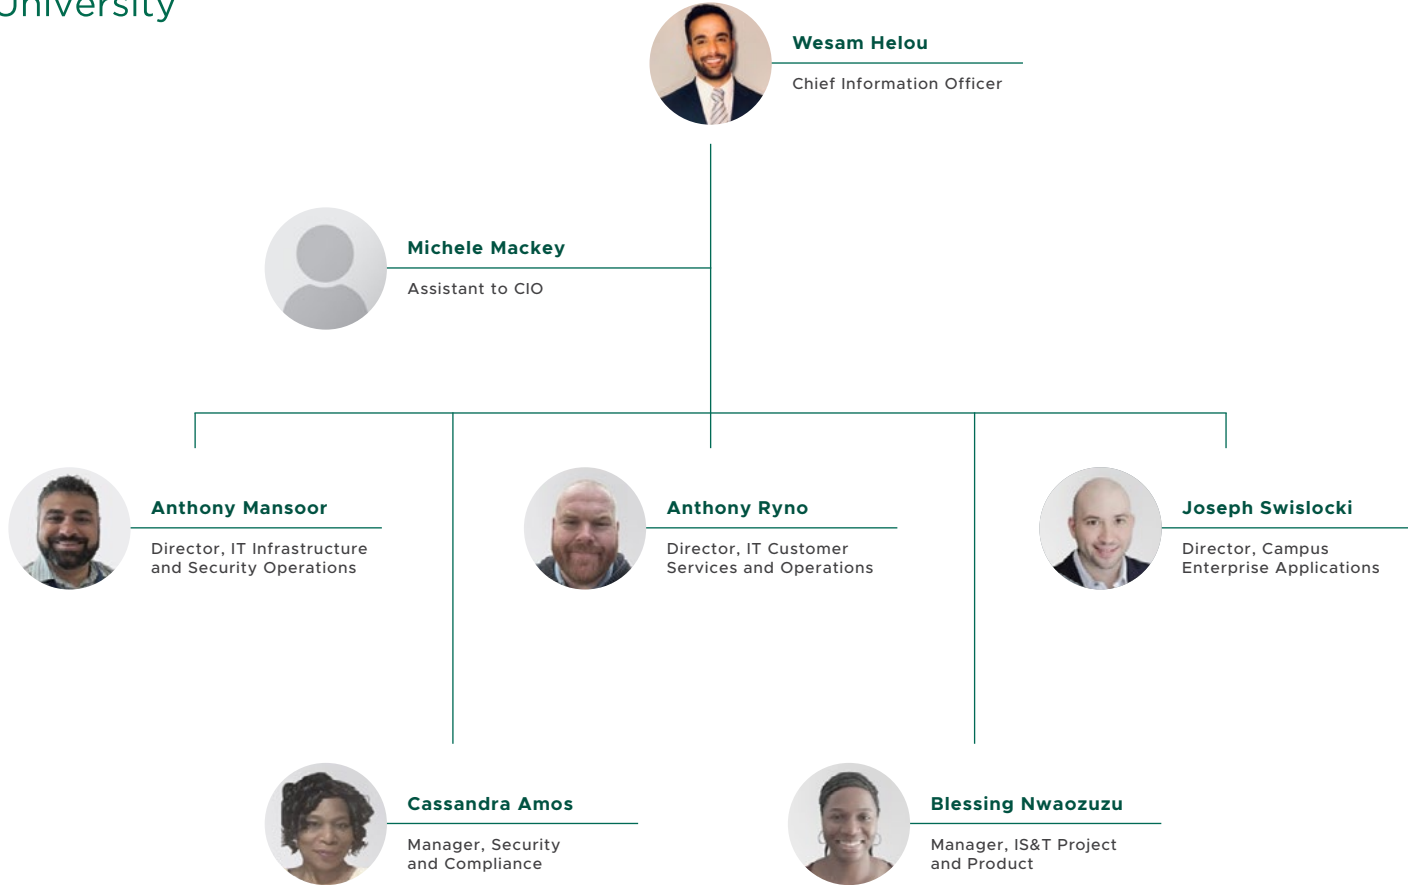 University
Wesam Helou
Chief Information Officer
Michele Mackey
Assistant to CIO
Anthony Mansoor
Director, IT Infrastructure
and Security Operations
Anthony Ryno
Director, IT Customer
Services and Operations
Joseph Swislocki
Director, Campus
Enterprise Applications
Cassandra Amos
Manager, Security
and Compliance
Blessing Nwaozuzu
Manager, IS&T Project
and Product